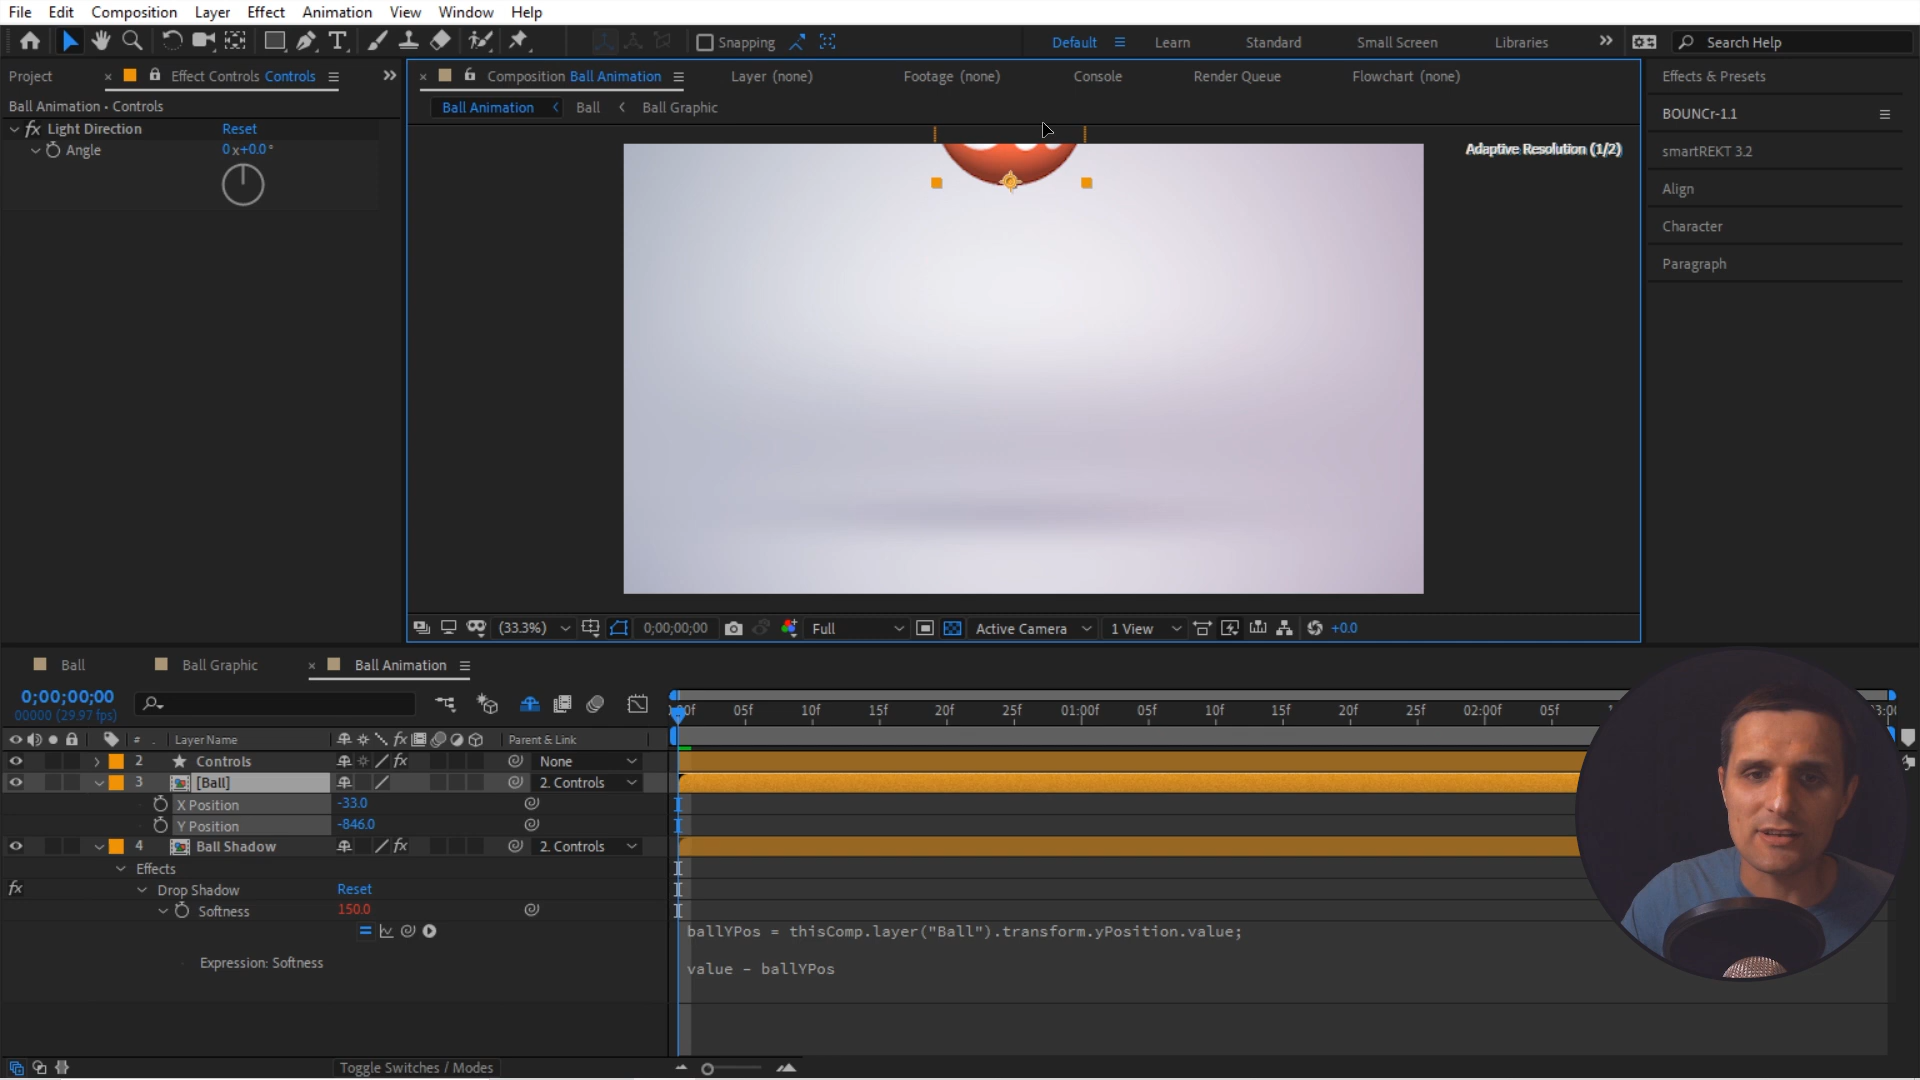 File Edit Composition Layer Effect Animation View Window Help
Snapping Default Learn Standard Small Screen Libraries Search Help
Project Effect Controls Controls
Composition Ball Animation Layer (none) Footage (none) Console Render Queue Flowchart (none)
Effects & Presets
Ball Animation • Controls
Ball Animation Ball Ball Graphic
BOUNCr-1.1
fx Light Direction Reset
Angle 0x+0.0°
Adaptive Resolution (1/2)
smartREKT 3.2
Align
Character
Paragraph
(33.3%) 0;00;00;00 Full Active Camera 1 View +0.0
Ball Ball Graphic Ball Animation
0;00;00;00
00000 (29.97 fps)
05f 10f 15f 20f 25f 01:00f 05f 10f 15f 20f 25f 02:00f 05f
# Layer Name fx Parent & Link
2 Controls fx None
3 [Ball] 2. Controls
X Position -33.0
Y Position -846.0
4 Ball Shadow fx 2. Controls
Effects
fx Drop Shadow Reset
Softness 150.0
ballYPos = thisComp.layer("Ball").transform.yPosition.value;
Expression: Softness
value - ballYPos
Toggle Switches / Modes